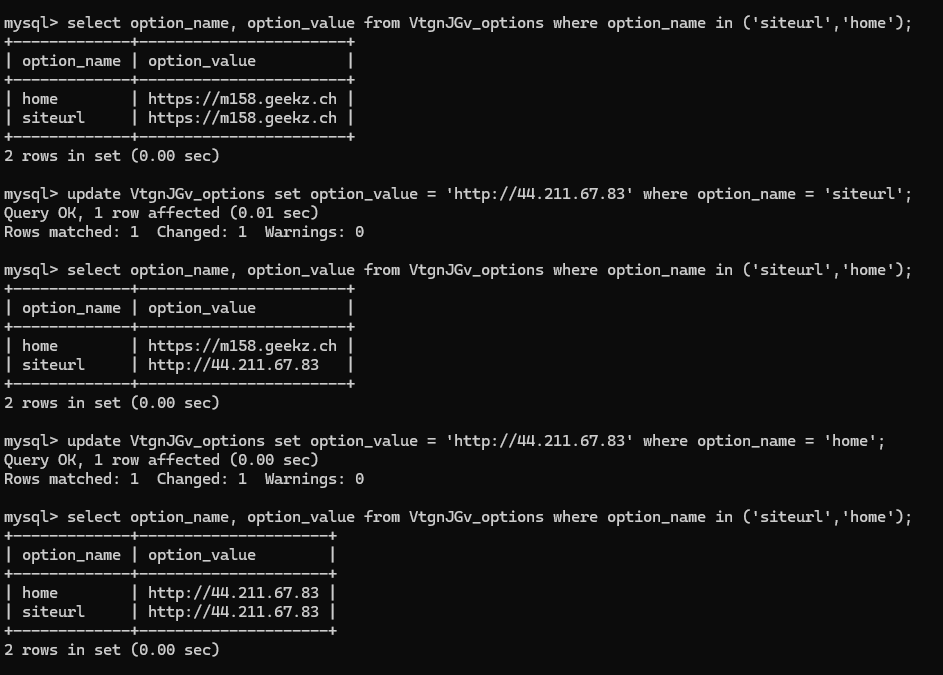 mysql> select option_name, option_value from VtgnJGv_options where option_name in ('siteurl','home');
+-------------+-----------------------+
| option_name | option_value          |
+-------------+-----------------------+
| home        | https://m158.geekz.ch |
| siteurl     | https://m158.geekz.ch |
+-------------+-----------------------+
2 rows in set (0.00 sec)
mysql> update VtgnJGv_options set option_value = 'http://44.211.67.83' where option_name = 'siteurl';
Query OK, 1 row affected (0.01 sec)
Rows matched: 1  Changed: 1  Warnings: 0
mysql> select option_name, option_value from VtgnJGv_options where option_name in ('siteurl','home');
+-------------+-----------------------+
| option_name | option_value          |
+-------------+-----------------------+
| home        | https://m158.geekz.ch |
| siteurl     | http://44.211.67.83   |
+-------------+-----------------------+
2 rows in set (0.00 sec)
mysql> update VtgnJGv_options set option_value = 'http://44.211.67.83' where option_name = 'home';
Query OK, 1 row affected (0.00 sec)
Rows matched: 1  Changed: 1  Warnings: 0
mysql> select option_name, option_value from VtgnJGv_options where option_name in ('siteurl','home');
+-------------+---------------------+
| option_name | option_value        |
+-------------+---------------------+
| home        | http://44.211.67.83 |
| siteurl     | http://44.211.67.83 |
+-------------+---------------------+
2 rows in set (0.00 sec)